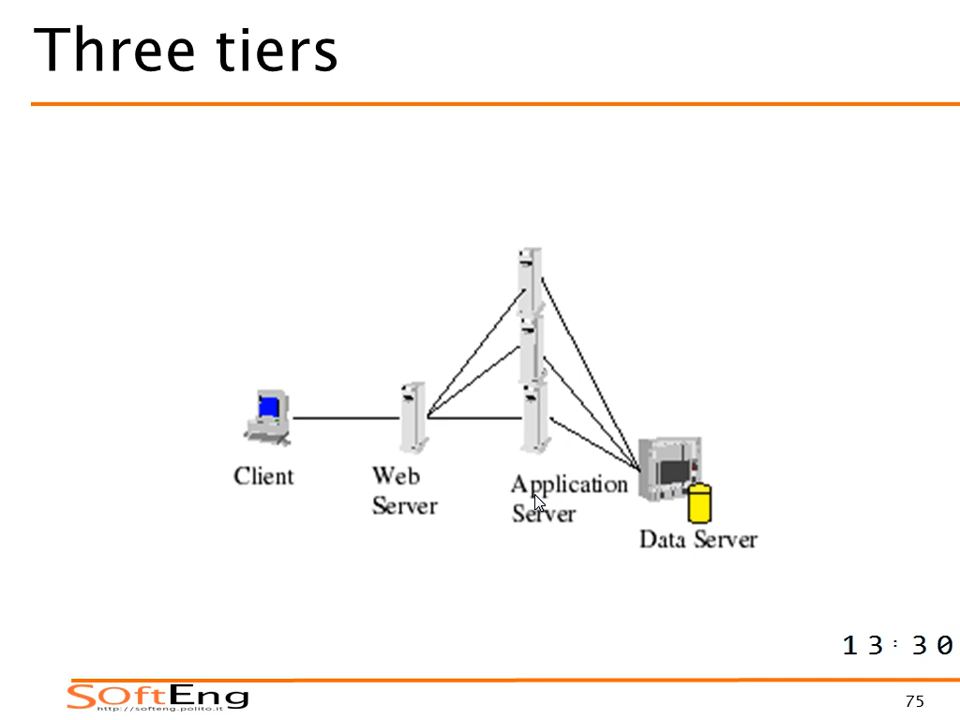 Three tiers
Client
Web
Server
Application
Server
Data Server
13:30
SoftEng
http://softeng.polito.it
75